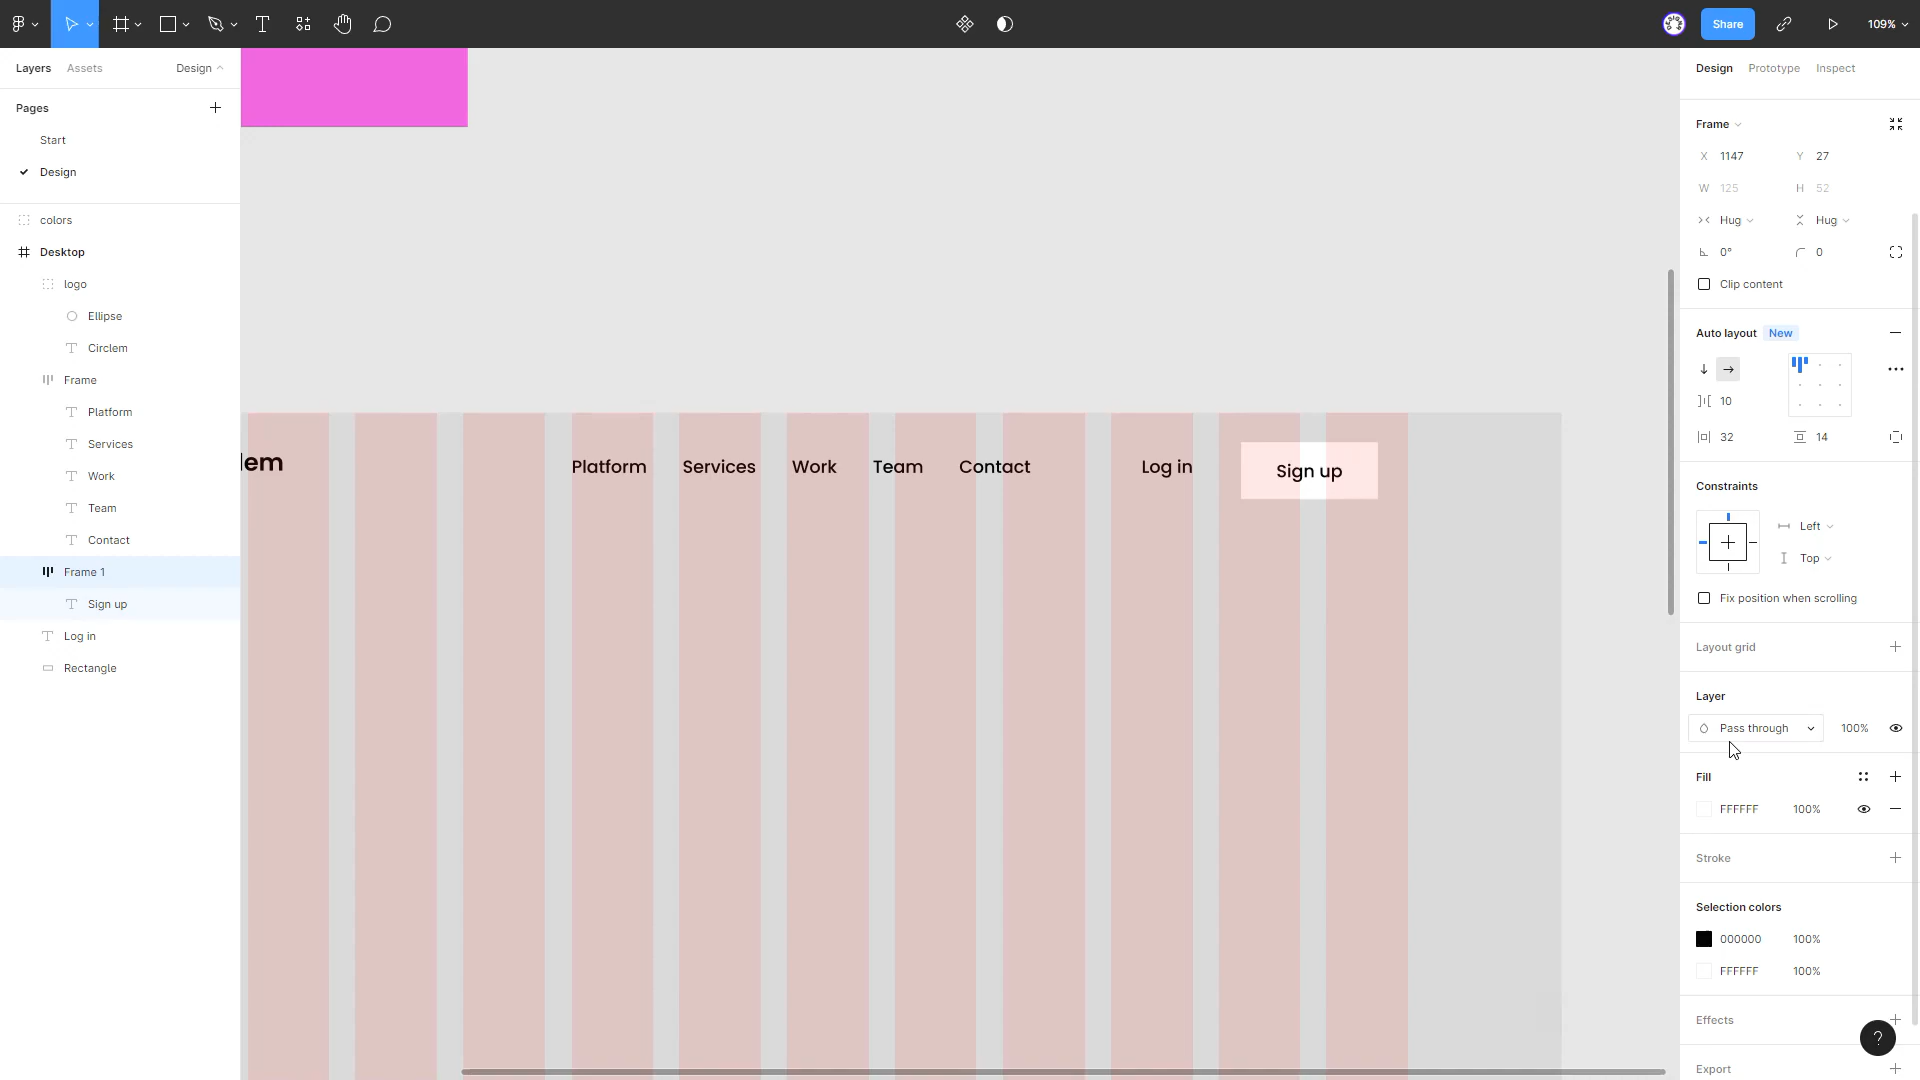 Share
109%
Layers
Assets
Design
Design
Prototype
Inspect
Pages
Start
Design
colors
Desktop
logo
Ellipse
Circlem
Frame
Platform
Services
Work
Team
Contact
Frame 1
Sign up
Log in
Rectangle
lem
Platform
Services
Work
Team
Contact
Log in
Sign up
Frame
X 1147
Y 27
W 125
H 52
Hug
Hug
0°
0
Clip content
Auto layout
New
10
32
14
Constraints
Left
Top
Fix position when scrolling
Layout grid
Layer
Pass through
100%
Fill
FFFFFF
100%
Stroke
Selection colors
000000
100%
FFFFFF
100%
Effects
?
Export